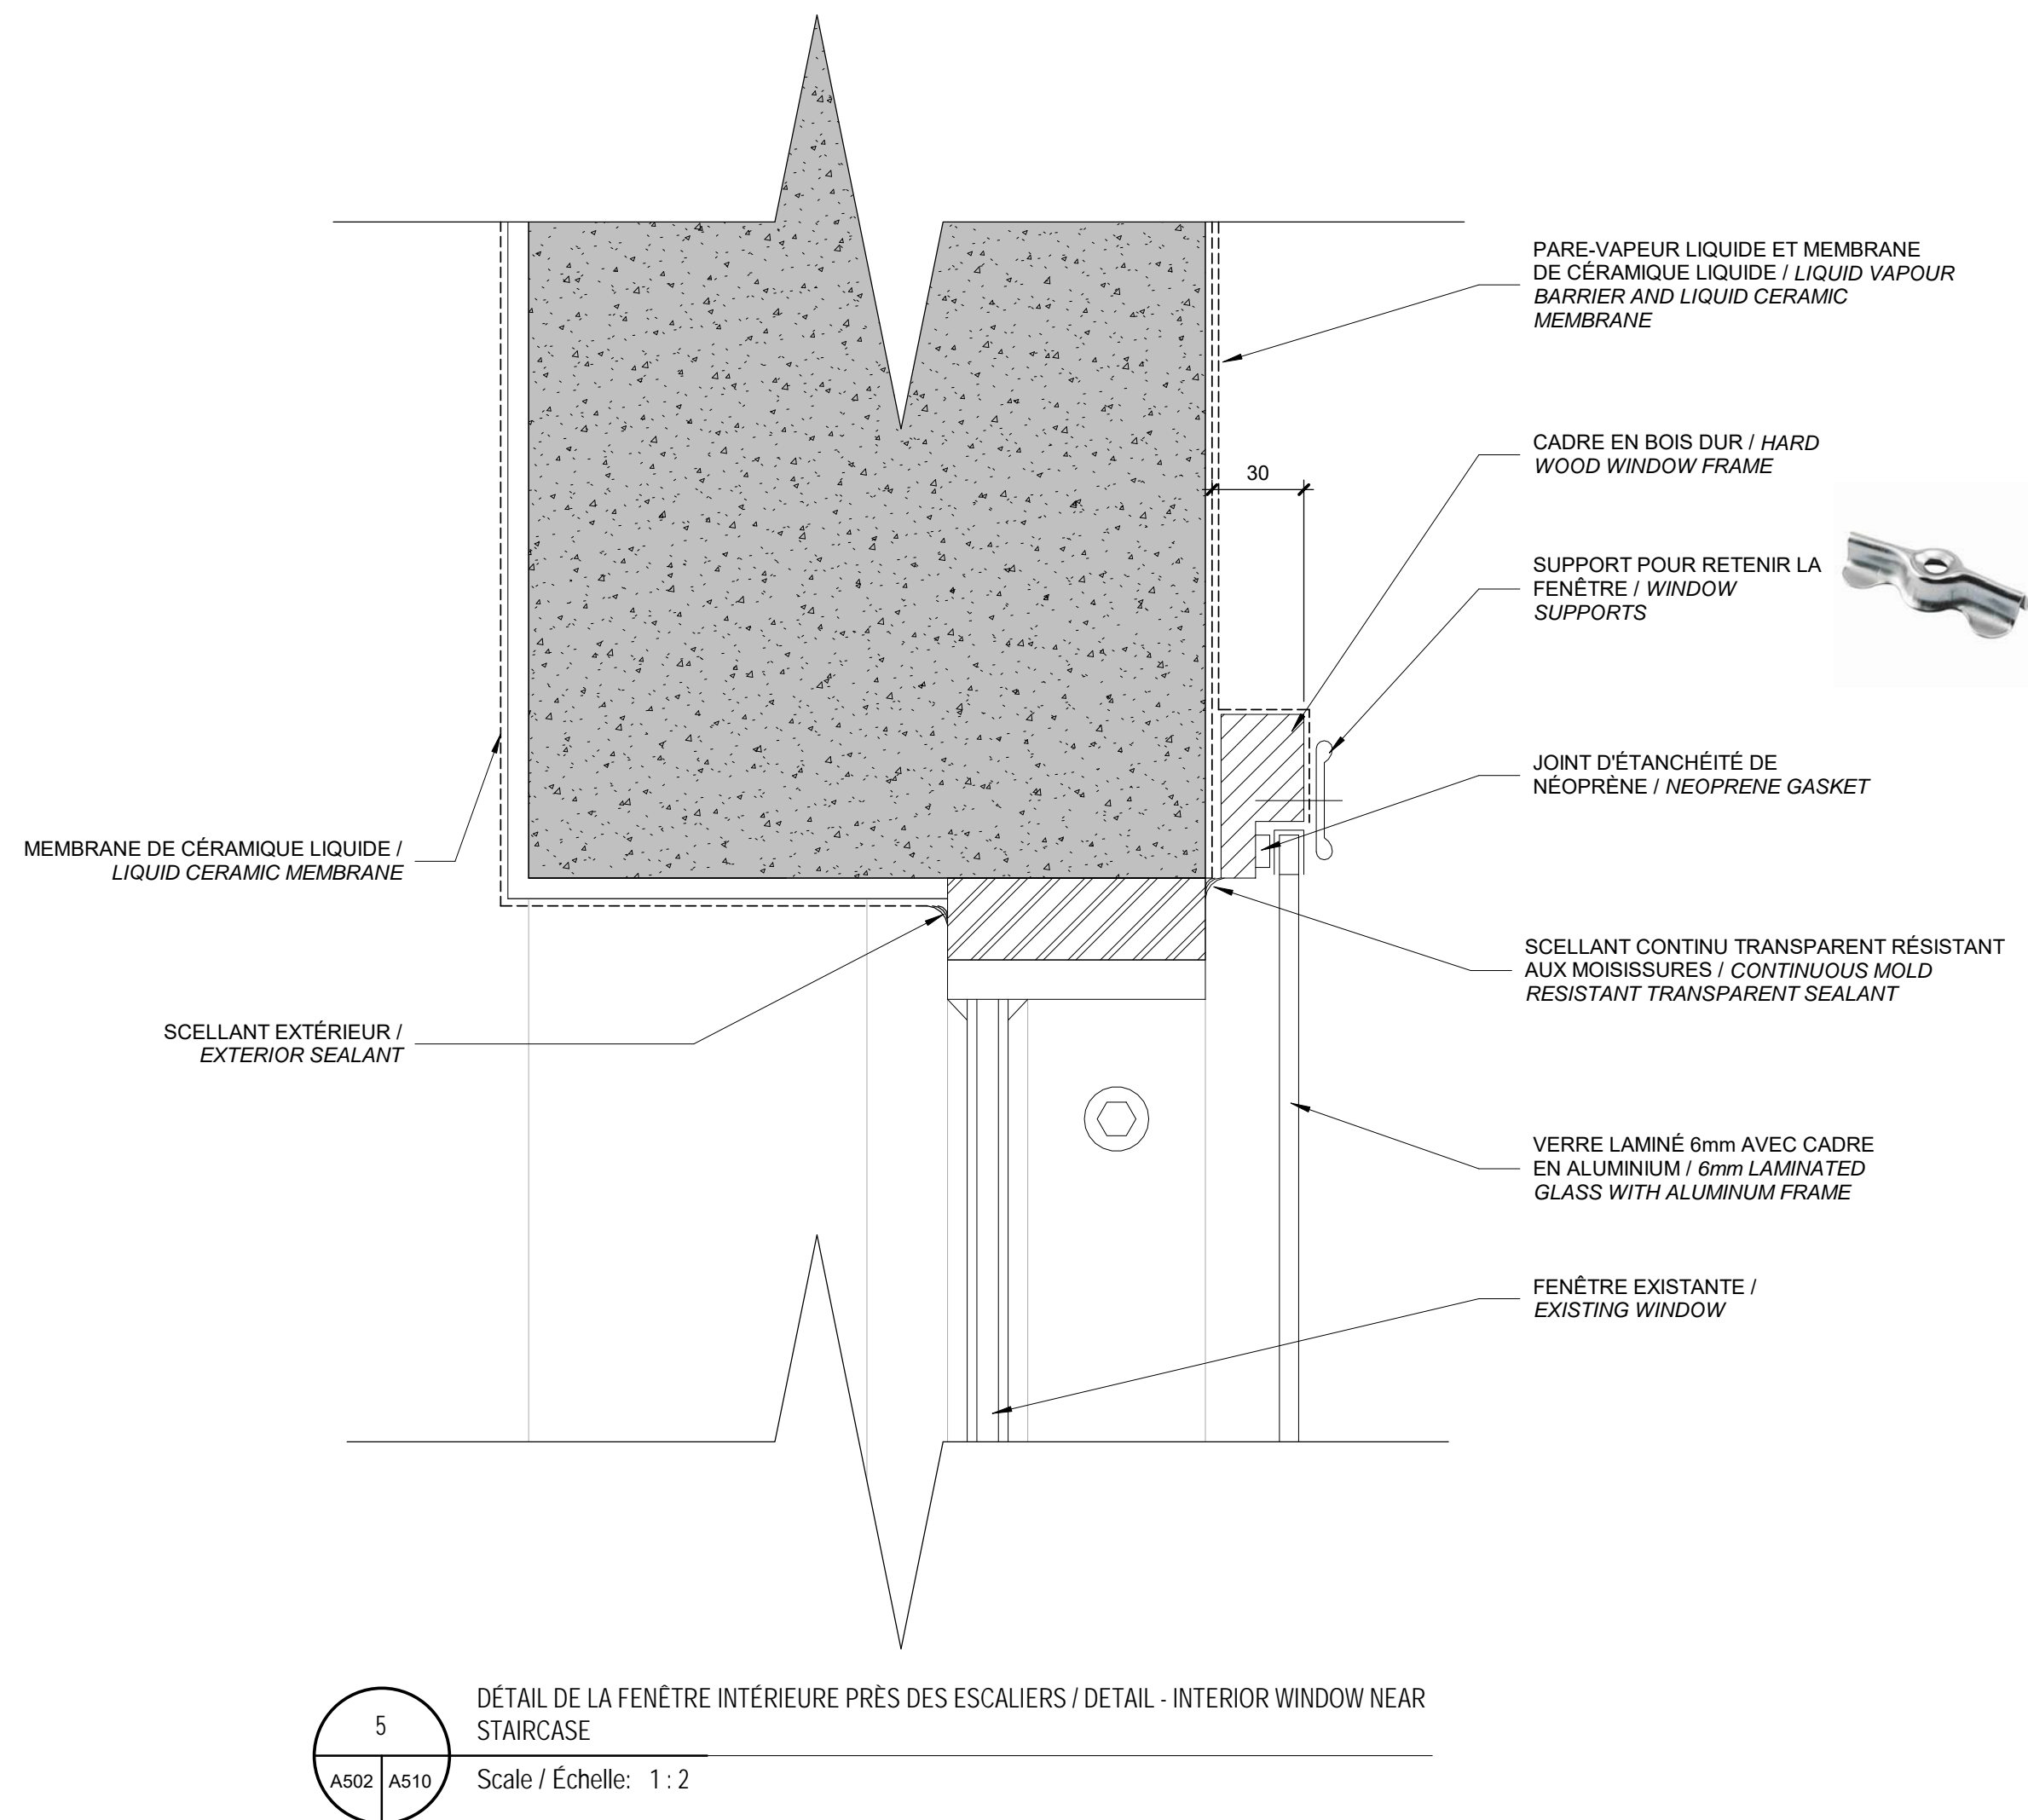 PARE-VAPEUR LIQUIDE ET MEMBRANE
DE CÉRAMIQUE LIQUIDE / LIQUID VAPOUR
BARRIER AND LIQUID CERAMIC
MEMBRANE
CADRE EN BOIS DUR / HARD
WOOD WINDOW FRAME
30
SUPPORT POUR RETENIR LA
FENÊTRE / WINDOW
SUPPORTS
JOINT D'ÉTANCHÉITÉ DE
NÉOPRÈNE / NEOPRENE GASKET
MEMBRANE DE CÉRAMIQUE LIQUIDE /
LIQUID CERAMIC MEMBRANE
SCELLANT CONTINU TRANSPARENT RÉSISTANT
AUX MOISISSURES / CONTINUOUS MOLD
RESISTANT TRANSPARENT SEALANT
SCELLANT EXTÉRIEUR /
EXTERIOR SEALANT
VERRE LAMINÉ 6mm AVEC CADRE
EN ALUMINIUM / 6mm LAMINATED
GLASS WITH ALUMINUM FRAME
FENÊTRE EXISTANTE /
EXISTING WINDOW
5
A502 A510
DÉTAIL DE LA FENÊTRE INTÉRIEURE PRÈS DES ESCALIERS / DETAIL - INTERIOR WINDOW NEAR
STAIRCASE
Scale / Échelle: 1 : 2